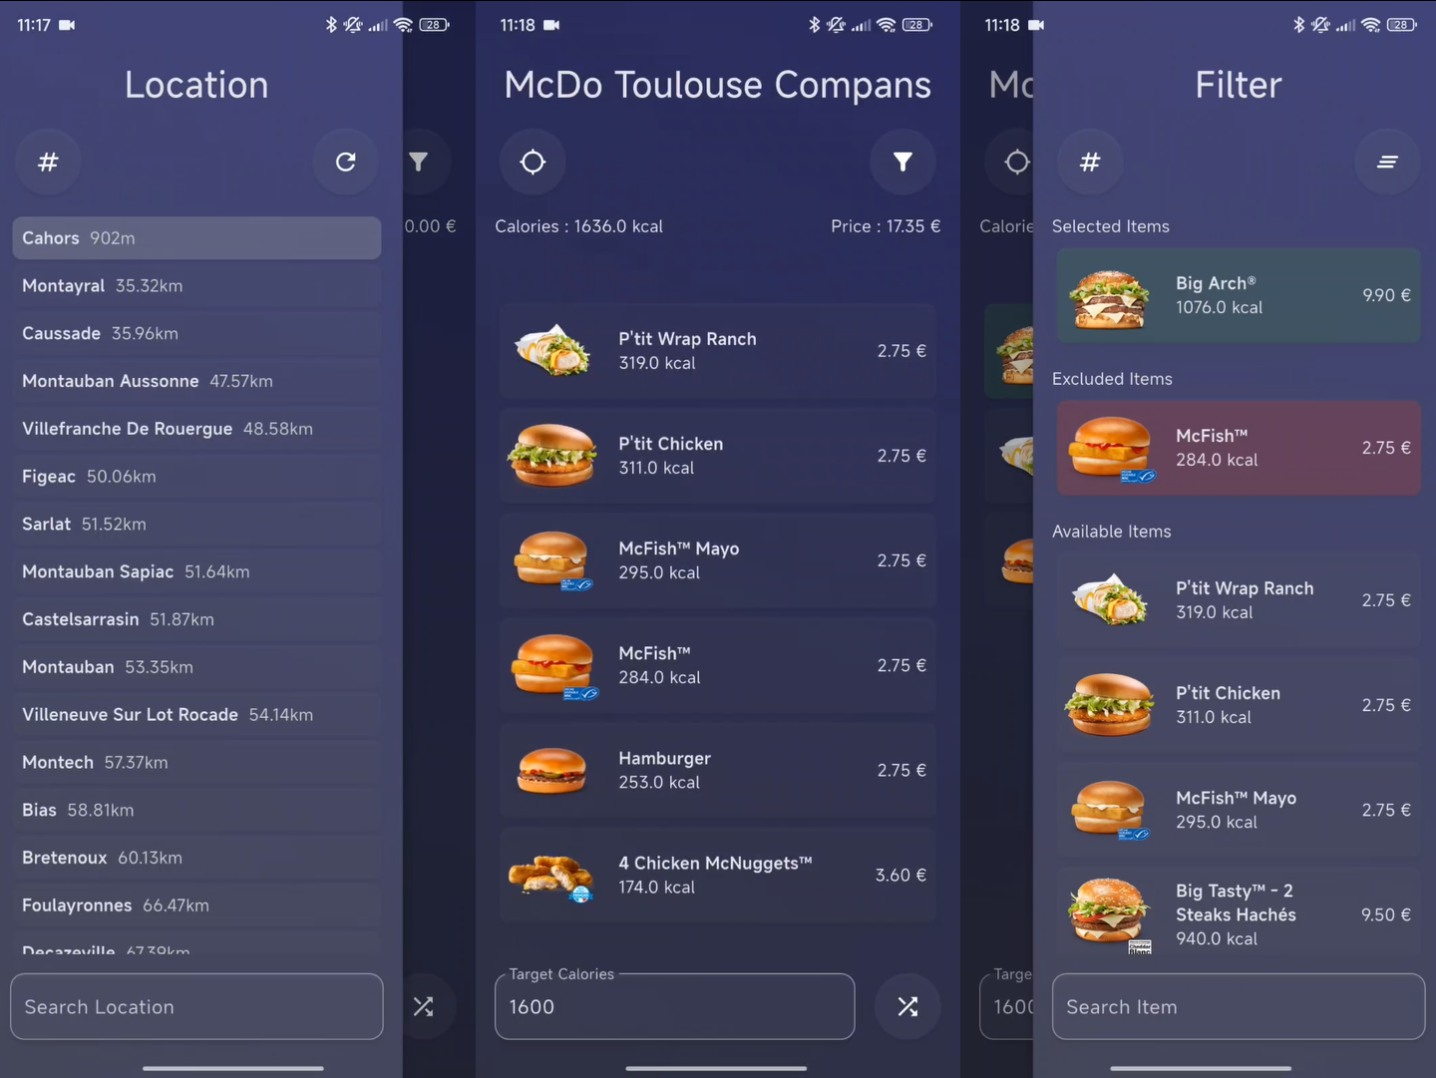 11:17
28
Location
#
0.00 €
Cahors 902m
Montayral 35.32km
Caussade 35.96km
Montauban Aussonne 47.57km
Villefranche De Rouergue 48.58km
Figeac 50.06km
Sarlat 51.52km
Montauban Sapiac 51.64km
Castelsarrasin 51.87km
Montauban 53.35km
Villeneuve Sur Lot Rocade 54.14km
Montech 57.37km
Bias 58.81km
Bretenoux 60.13km
Foulayronnes 66.47km
Decazeville 67.39km
Search Location
11:18
28
McDo Toulouse Compans
Calories : 1636.0 kcal
Price : 17.35 €
P'tit Wrap Ranch
319.0 kcal
2.75 €
P'tit Chicken
311.0 kcal
2.75 €
McFish™ Mayo
295.0 kcal
2.75 €
McFish™
284.0 kcal
2.75 €
Hamburger
253.0 kcal
2.75 €
4 Chicken McNuggets™
174.0 kcal
3.60 €
Target Calories
1600
11:18
28
Mc
Calorie
Targe
160
Filter
#
Selected Items
Big Arch®
1076.0 kcal
9.90 €
Excluded Items
McFish™
284.0 kcal
2.75 €
Available Items
P'tit Wrap Ranch
319.0 kcal
2.75 €
P'tit Chicken
311.0 kcal
2.75 €
McFish™ Mayo
295.0 kcal
2.75 €
Big Tasty™ - 2
Steaks Hachés
940.0 kcal
9.50 €
Search Item